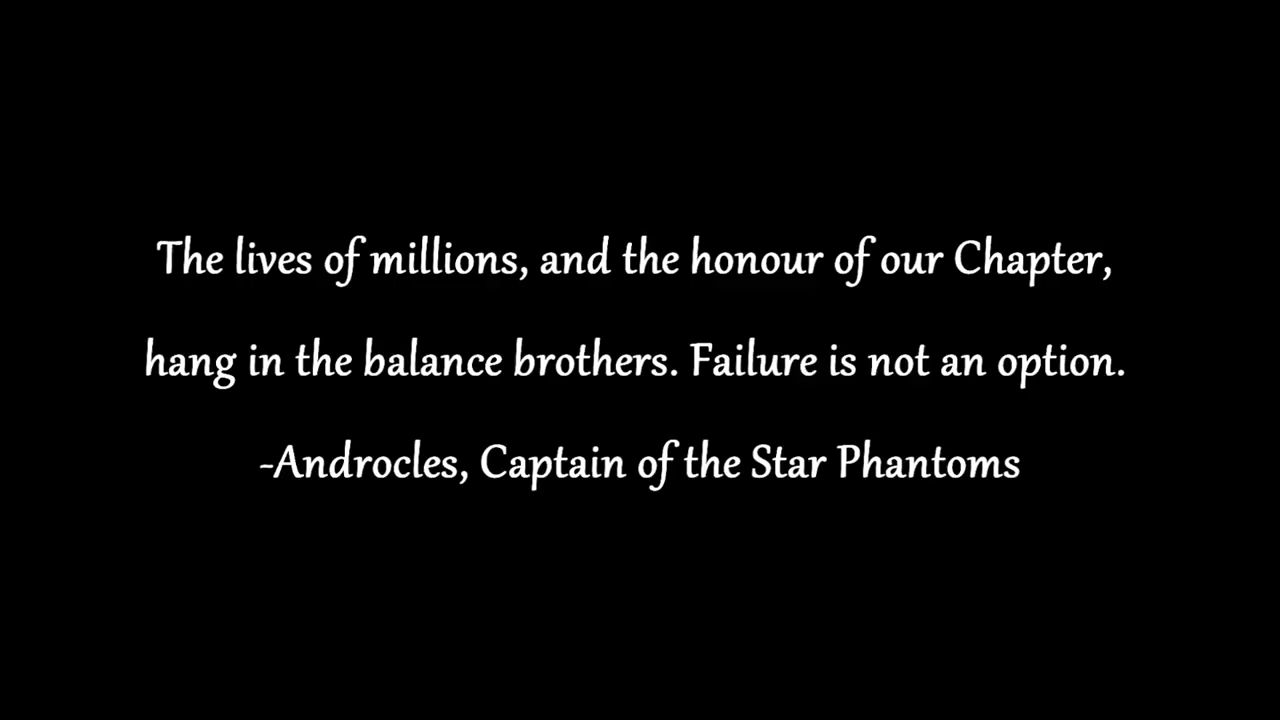 The lives of millions, and the honour of our Chapter,
hang in the balance brothers. Failure is not an option.
-Androcles, Captain of the Star Phantoms